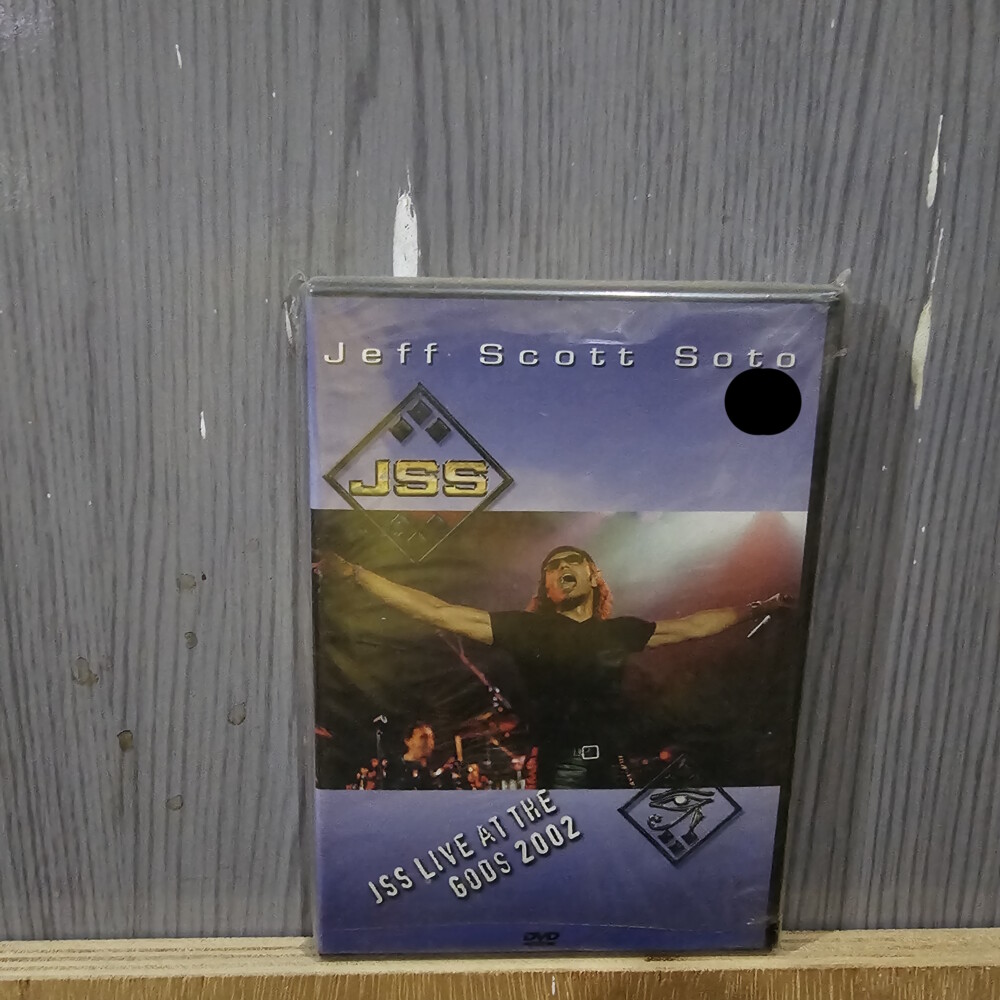 Jeff Scott Soto
JSS
JSS LIVE AT THE
GODS 2002
DVD